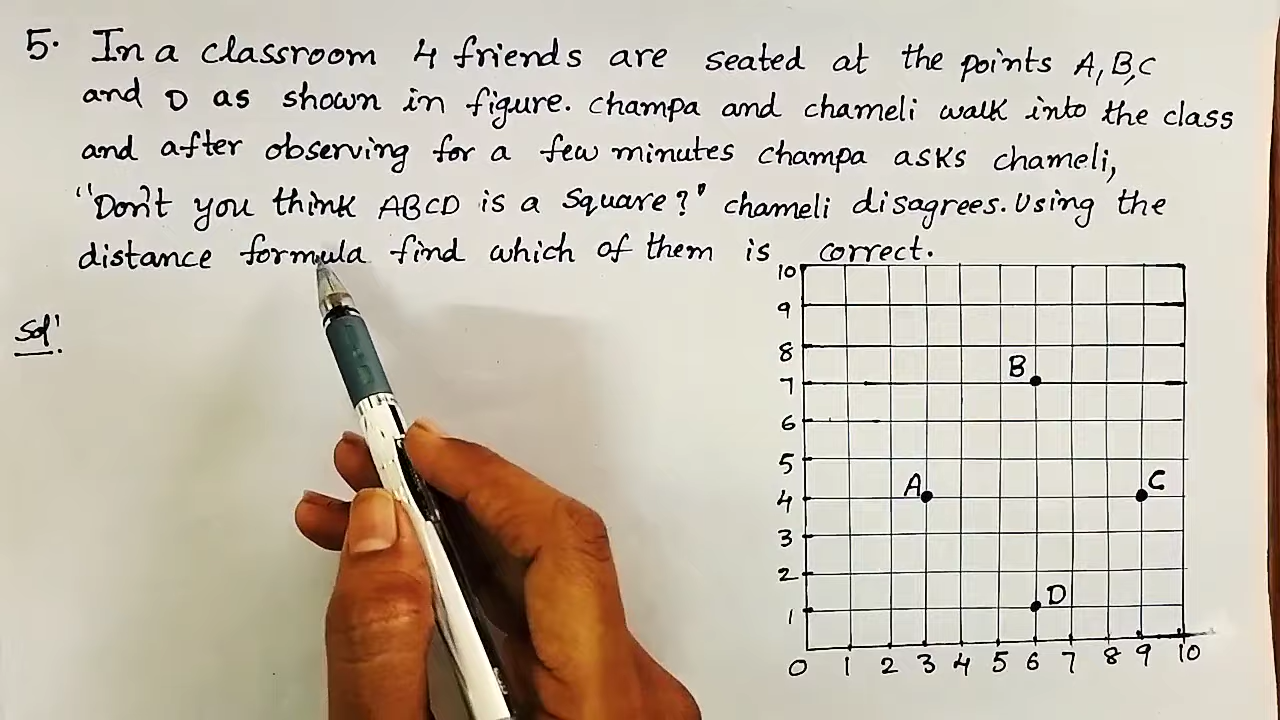 5. In a classroom 4 friends are seated at the points A, B, C
and D as shown in figure. champa and chameli walk into the class
and after observing for a few minutes champa asks chameli,
"Don't you think ABCD is a square?" chameli disagrees. Using the
distance formula find which of them is correct.
Sol!
10
9
8
7
6
5
4
3
2
1
B
A
C
D
0 1 2 3 4 5 6 7 8 9 10